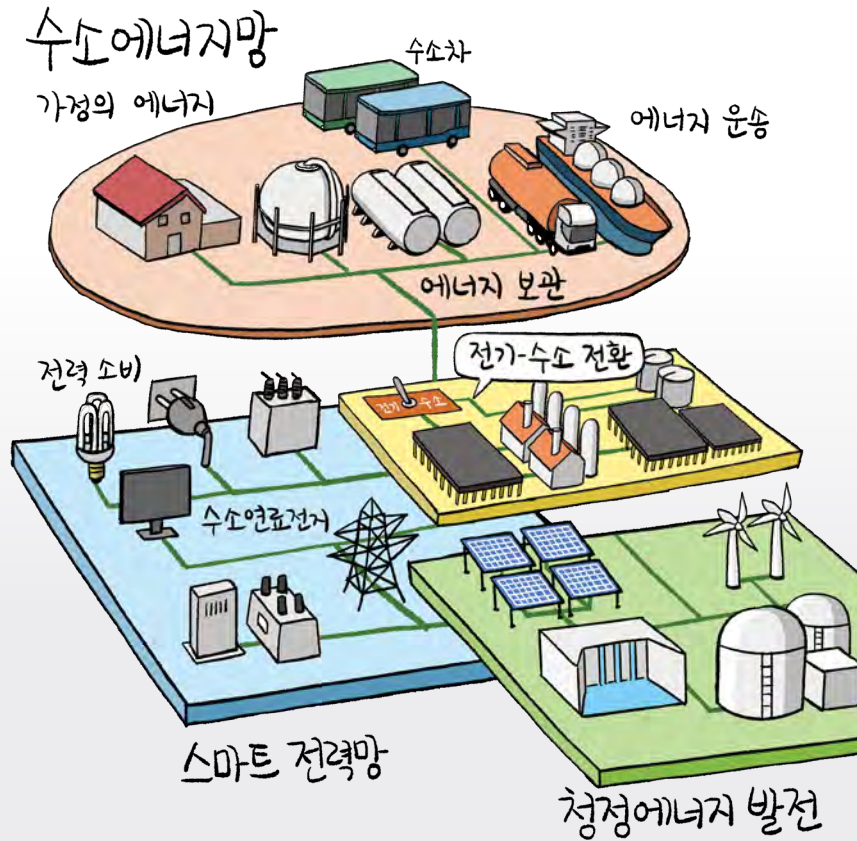 수소에너지망
수소차
가정의 에너지
에너지 운송
에너지 보관
전기-수소 전환
전력 소비
전기 수소
수소연료전지
스마트 전력망
청정에너지 발전